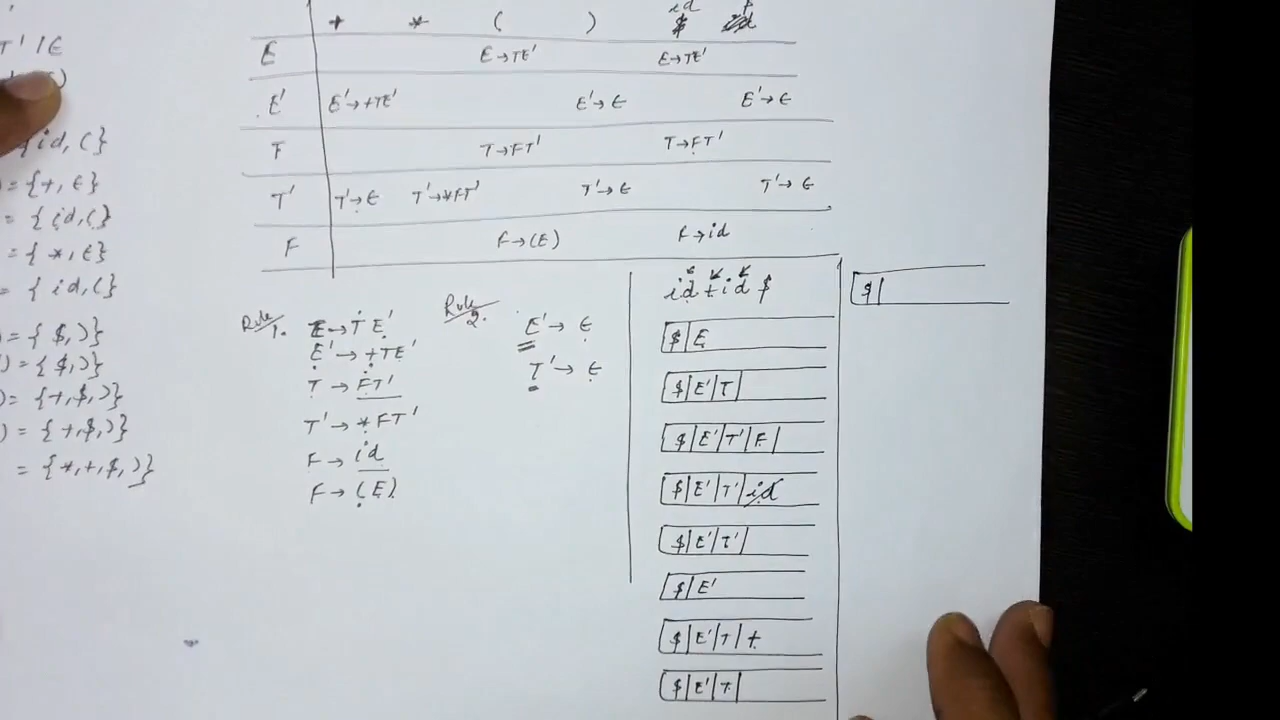 T' / ε
id, (}
) = {+, ε}
= { id, (}
= { *, ε}
= { id, (}
) = { $, )}
') = { $, )}
) = {+, $, )}
') = { +, $, )}
= {*, +, $, )}
+ * ( ) id
$
E E → TE' E → TE'
E' E' → +TE' E' → ε E' → ε
T → FT' T → FT'
T' T' → ε T' → *FT' T' → ε T' → ε
F F → (E) F → id
Rule 1.
E → T E'
E' → + TE'
T → FT'
T' → * FT'
F → id
F → (E)
Rule 2.
E' → ε
T' → ε
id + id $
$ | E
$ | E' | T |
$ | E' | T' | F |
$ | E' | T' | id
$ | E' | T' |
$ | E'
$ | E' | T | +
$ | E' | T |
$ |